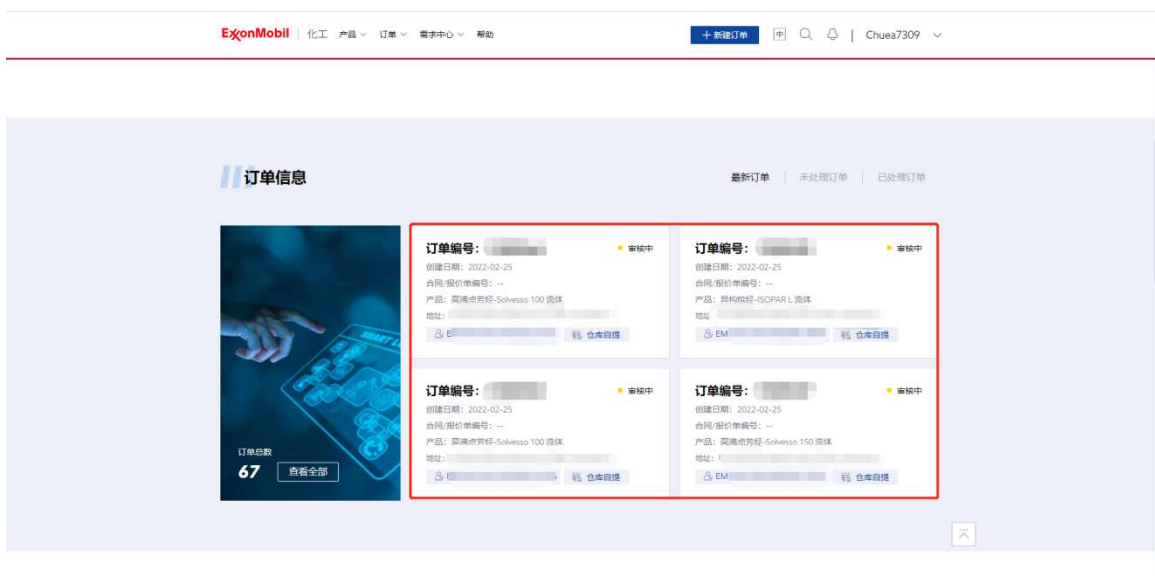 ExxonMobil 化工 产品 订单 需求中心 帮助 +新建订单 中 Chuea7309
订单信息
最新订单 未处理订单 已处理订单
SMART
订单总数
67 查看全部
订单编号: 审核中
创建日期: 2022-02-25
合同/报价单编号: --
产品: 高沸点芳烃-Solvesso 100 流体
地址:
E 仓库自提
订单编号: 审核中
创建日期: 2022-02-25
合同/报价单编号: --
产品: 异构烷烃-ISOPAR L 流体
地址
EM 仓库自提
订单编号: 审核中
创建日期: 2022-02-25
合同/报价单编号: --
产品: 高沸点芳烃-Solvesso 100 流体
地址:
仓库自提
订单编号: 审核中
创建日期: 2022-02-25
合同/报价单编号: --
产品: 高沸点芳烃-Solvesso 150 流体
地址:
EM 仓库自提